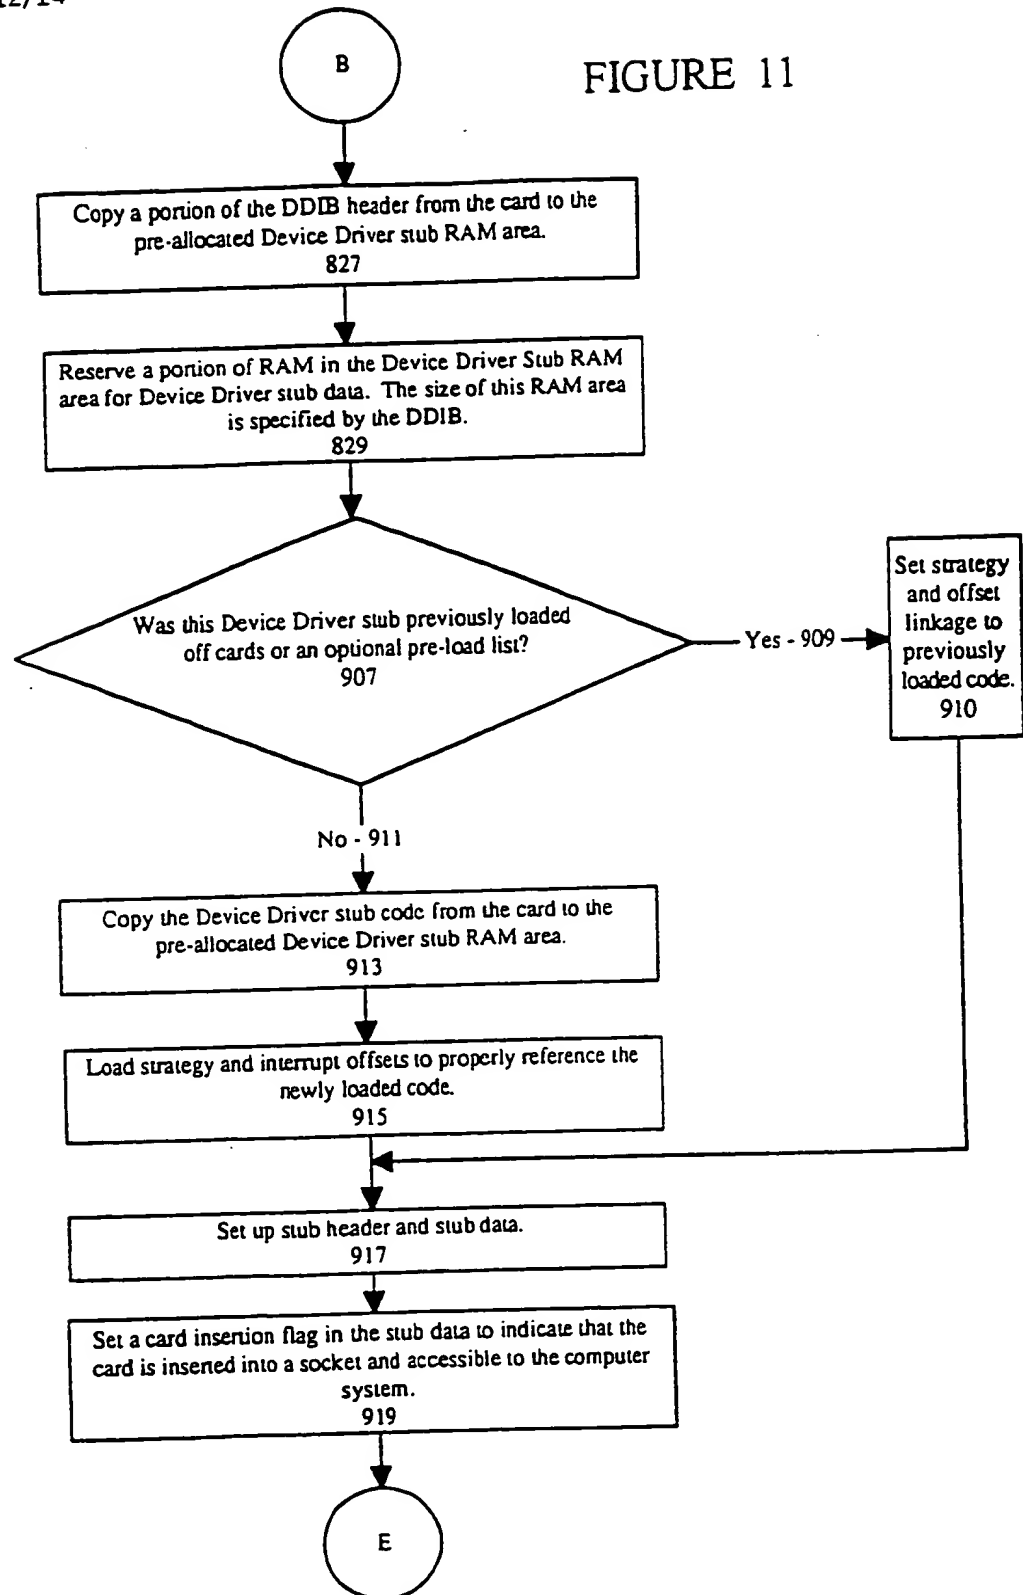 12/14
B
FIGURE 11
Copy a portion of the DDIB header from the card to the
pre-allocated Device Driver stub RAM area.
827
Reserve a portion of RAM in the Device Driver Stub RAM
area for Device Driver stub data. The size of this RAM area
is specified by the DDIB.
829
Was this Device Driver stub previously loaded
off cards or an optional pre-load list?
907
Yes - 909
Set strategy
and offset
linkage to
previously
loaded code.
910
No - 911
Copy the Device Driver stub code from the card to the
pre-allocated Device Driver stub RAM area.
913
Load strategy and interrupt offsets to properly reference the
newly loaded code.
915
Set up stub header and stub data.
917
Set a card insertion flag in the stub data to indicate that the
card is inserted into a socket and accessible to the computer
system.
919
E